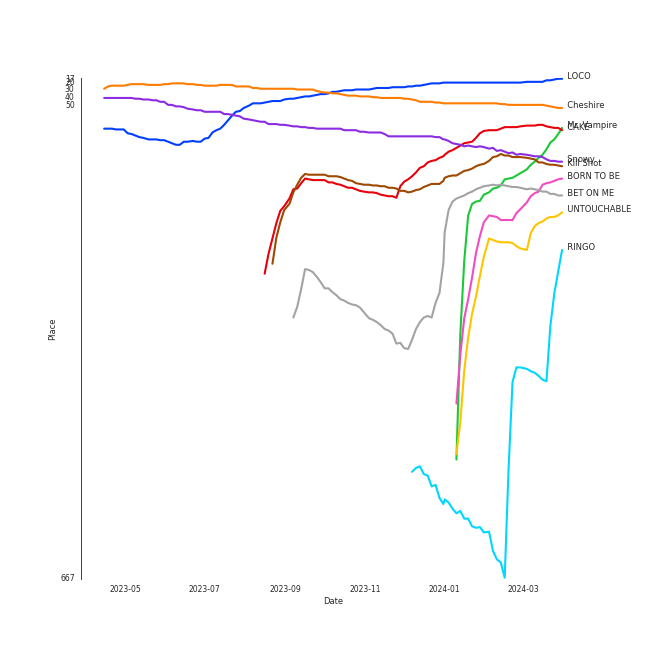 17
30
40
50
667
Place
LOCO
Cheshire
Mr. Vampire
CAKE
Snowy
Kill Shot
BORN TO BE
BET ON ME
UNTOUCHABLE
RINGO
2023-05
2023-07
2023-09
2023-11
2024-01
2024-03
Date